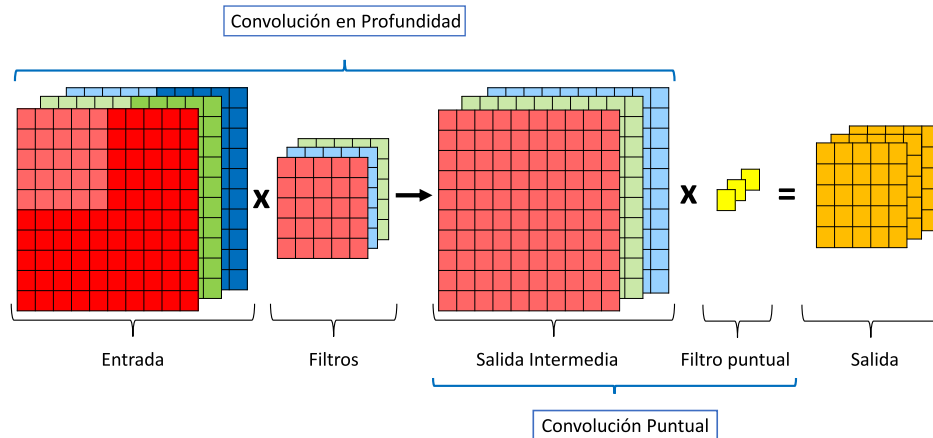 Convolución en Profundidad
X
X
=
Entrada
Filtros
Salida Intermedia
Filtro puntual
Salida
Convolución Puntual